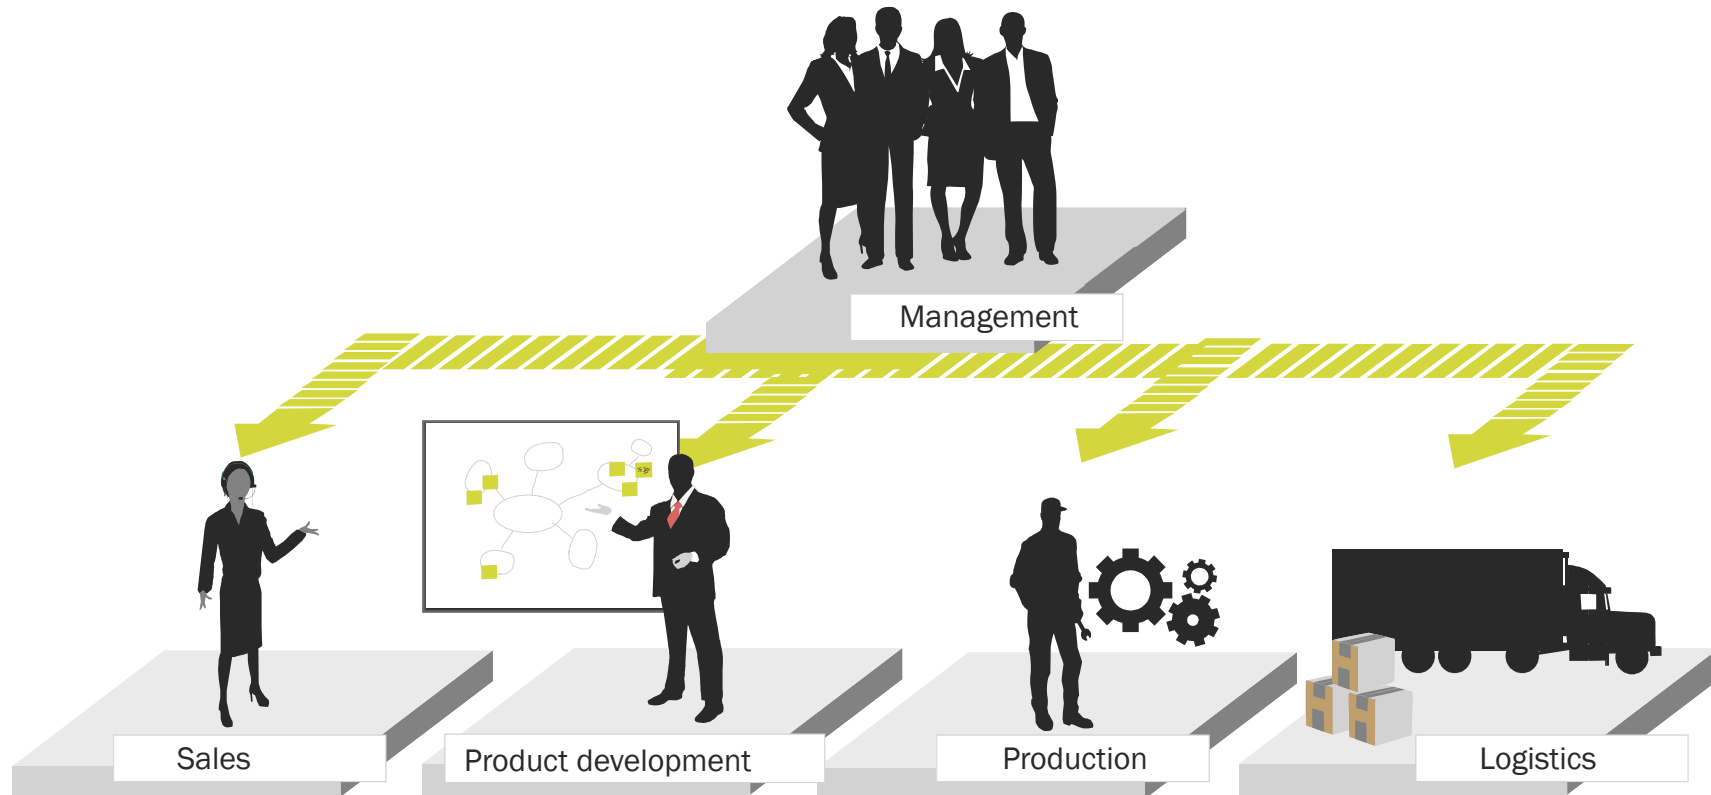 Management
Sales
Product development
Production
Logistics